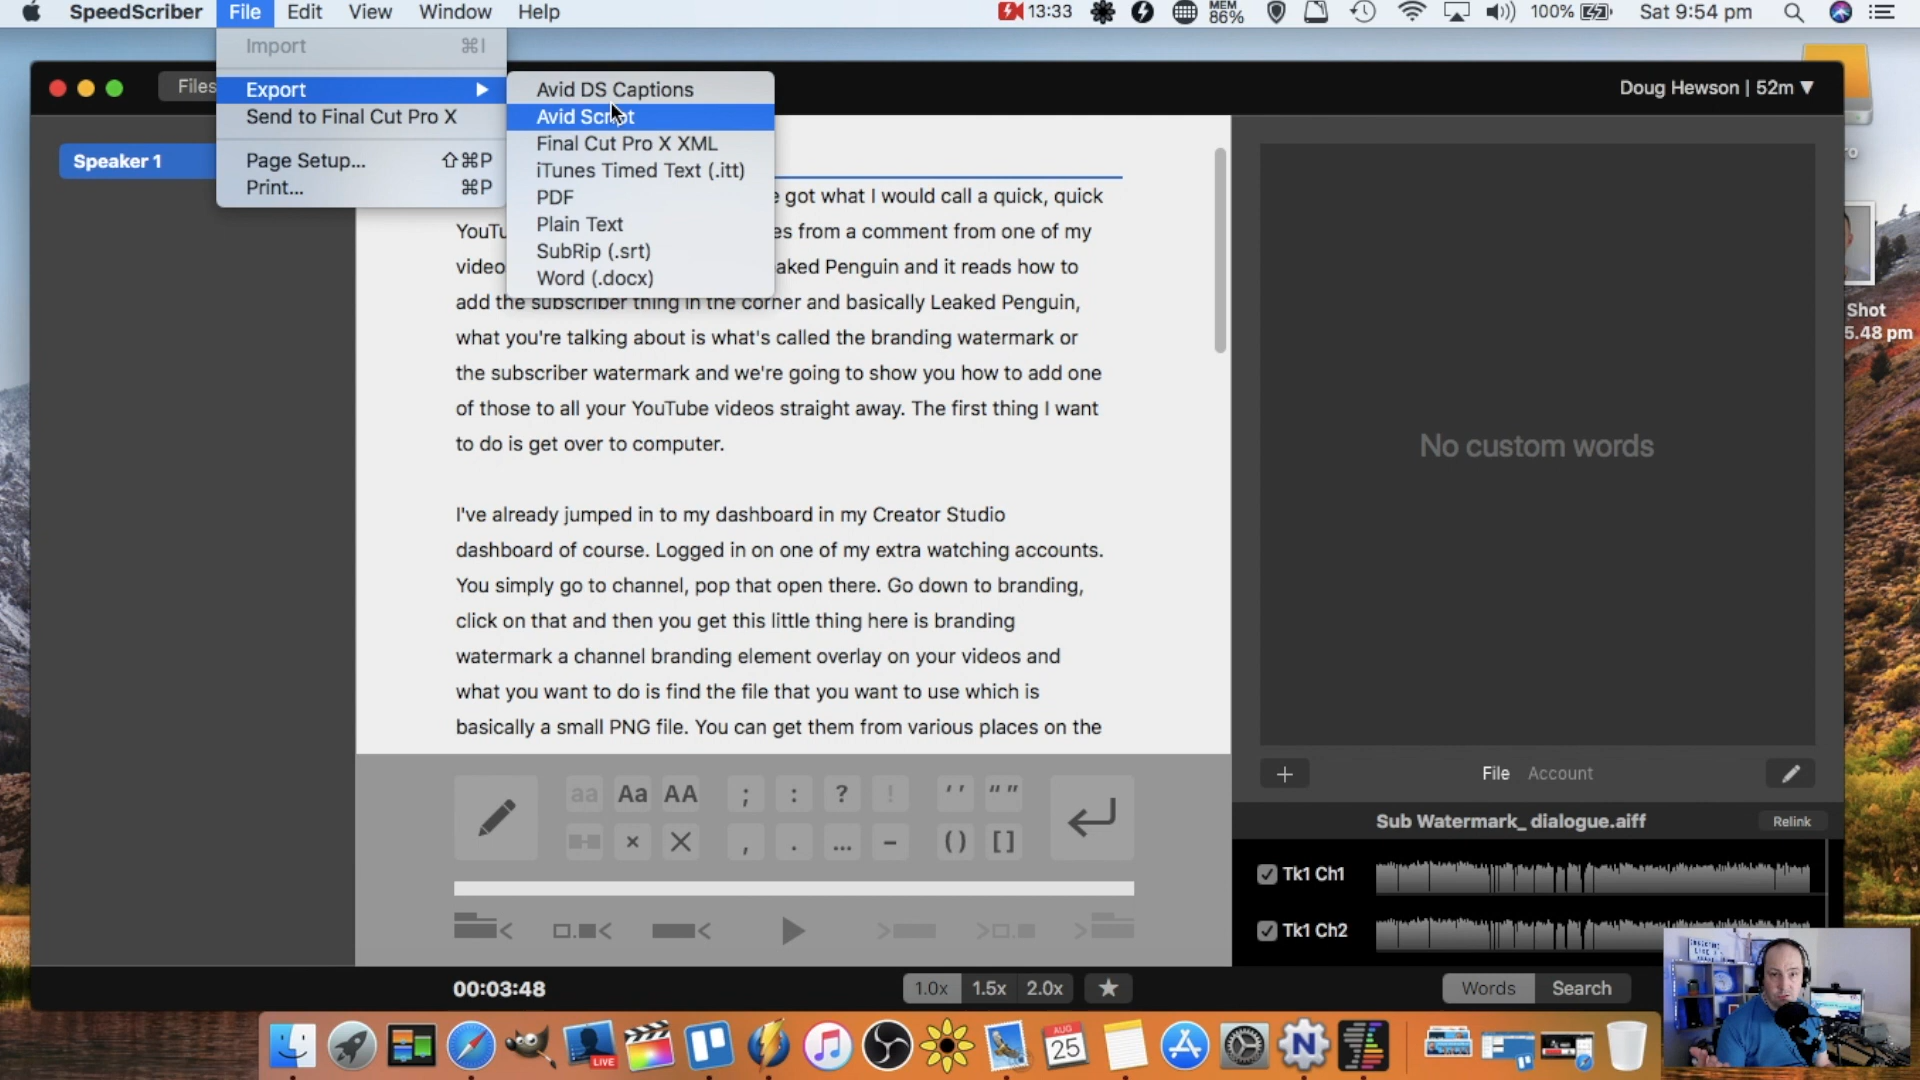 SpeedScriber File Edit View Window Help 13:33 MEM 86% 100% Sat 9:54 pm
Import ⌘I
Export ▶
Send to Final Cut Pro X
Page Setup... ⇧⌘P
Print... ⌘P
Avid DS Captions
Avid Script
Final Cut Pro X XML
iTunes Timed Text (.itt)
PDF
Plain Text
SubRip (.srt)
Word (.docx)
Files
Doug Hewson | 52m ▼
Speaker 1
got what I would call a quick, quick
YouTu es from a comment from one of my
video aked Penguin and it reads how to
add the subscriber thing in the corner and basically Leaked Penguin,
what you're talking about is what's called the branding watermark or
the subscriber watermark and we're going to show you how to add one
of those to all your YouTube videos straight away. The first thing I want
to do is get over to computer.
I've already jumped in to my dashboard in my Creator Studio
dashboard of course. Logged in on one of my extra watching accounts.
You simply go to channel, pop that open there. Go down to branding,
click on that and then you get this little thing here is branding
watermark a channel branding element overlay on your videos and
what you want to do is find the file that you want to use which is
basically a small PNG file. You can get them from various places on the
No custom words
File Account
Sub Watermark_ dialogue.aiff Relink
Tk1 Ch1
Tk1 Ch2
aa Aa AA ; : ? ! ' ' “ ”
× X , . ... – () []
00:03:48
1.0x 1.5x 2.0x ★
Words Search
Shot
5.48 pm
LIVE
AUG
25
N